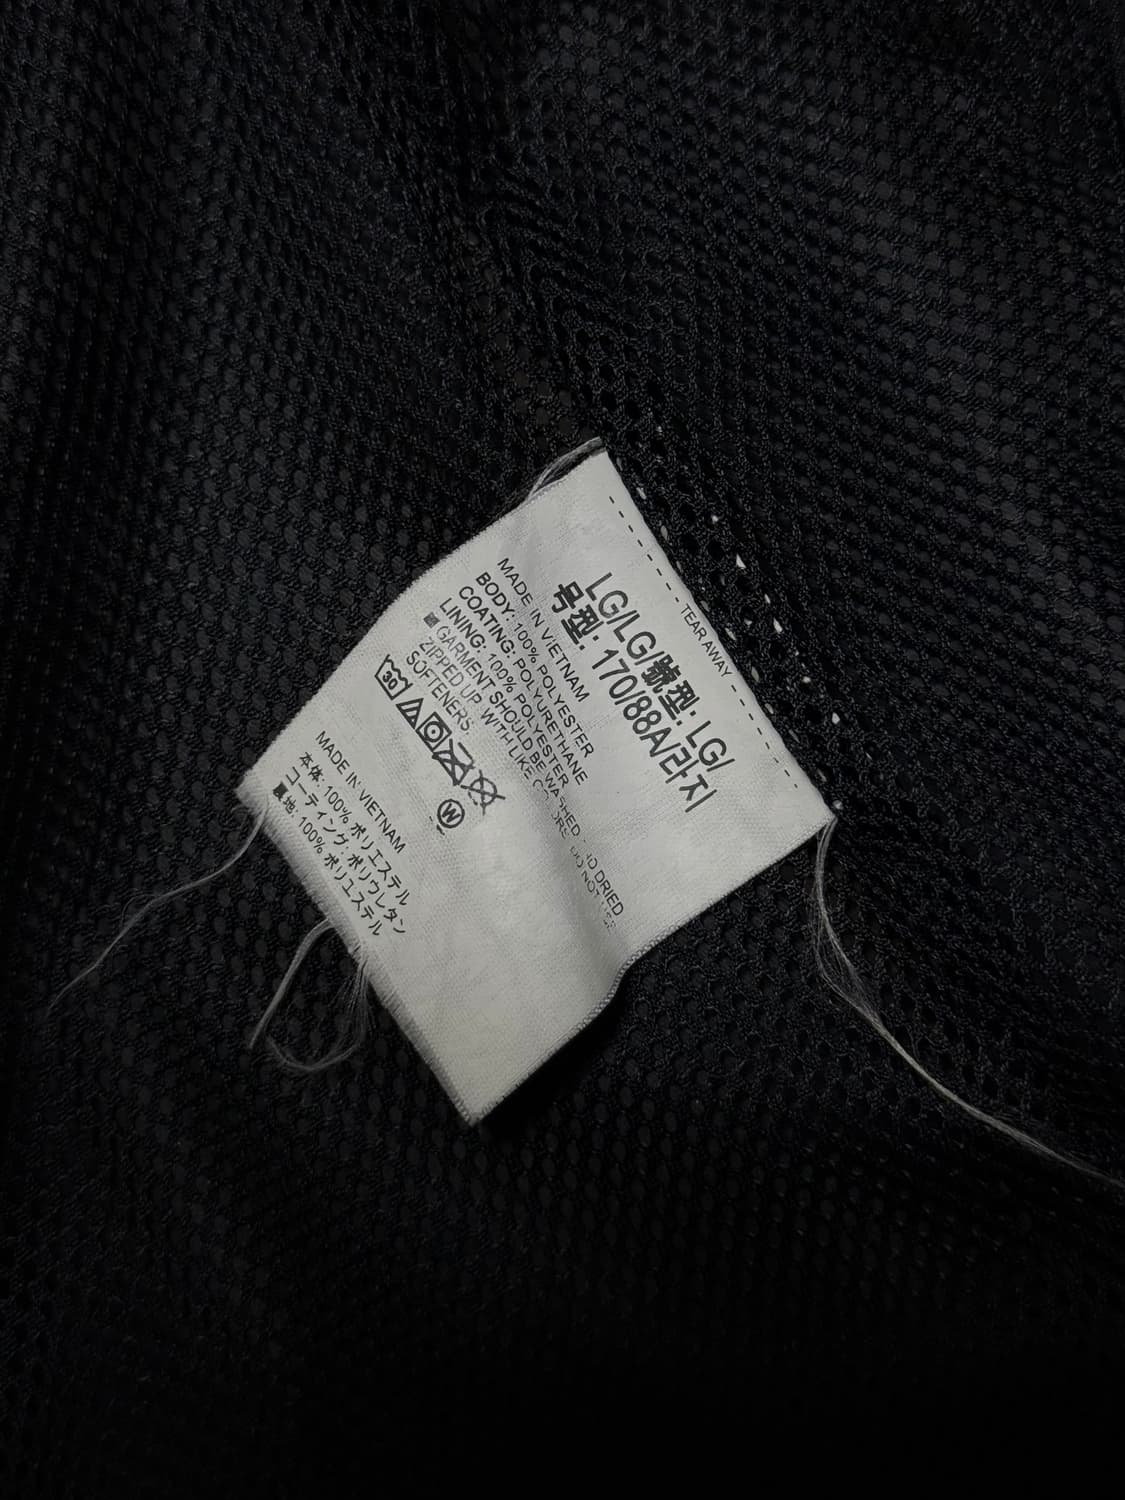 TEAR AWAY
LG/LG/號型: LG/
号型: 170/88A/라지
MADE IN VIETNAM
BODY: 100% POLYESTER
COATING: POLYURETHANE
LINING: 100% POLYESTER
GARMENT SHOULD BE WASHED AND DRIED
ZIPPED UP. WITH LIKE COLORS. DO NOT USE
SOFTENERS.
30
W
MADE IN VIETNAM
本体: 100% ポリエステル
コーティング: ポリウレタン
裏地: 100% ポリエステル